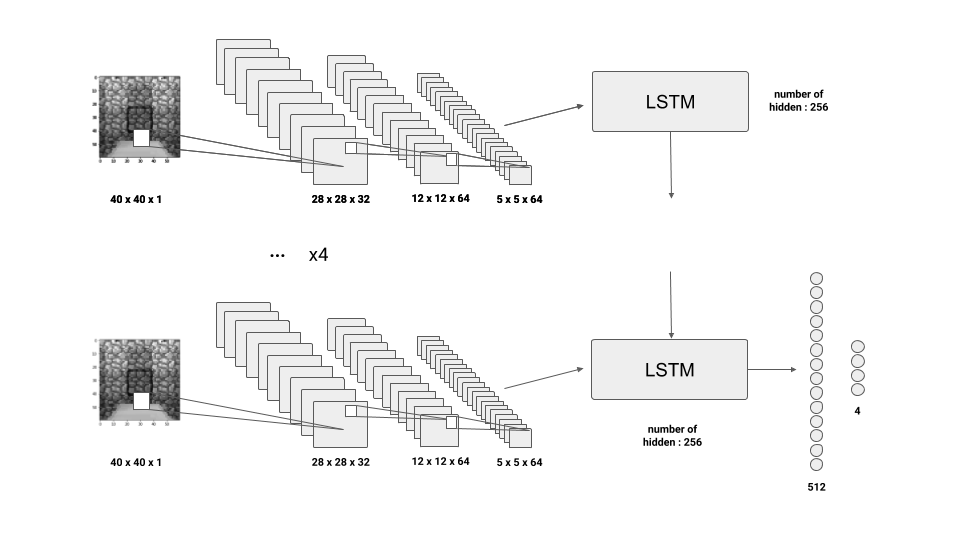 LSTM
number of
hidden : 256
40 x 40 x 1
28 x 28 x 32
12 x 12 x 64
5 x 5 x 64
... x4
LSTM
number of
hidden : 256
40 x 40 x 1
28 x 28 x 32
12 x 12 x 64
5 x 5 x 64
4
512